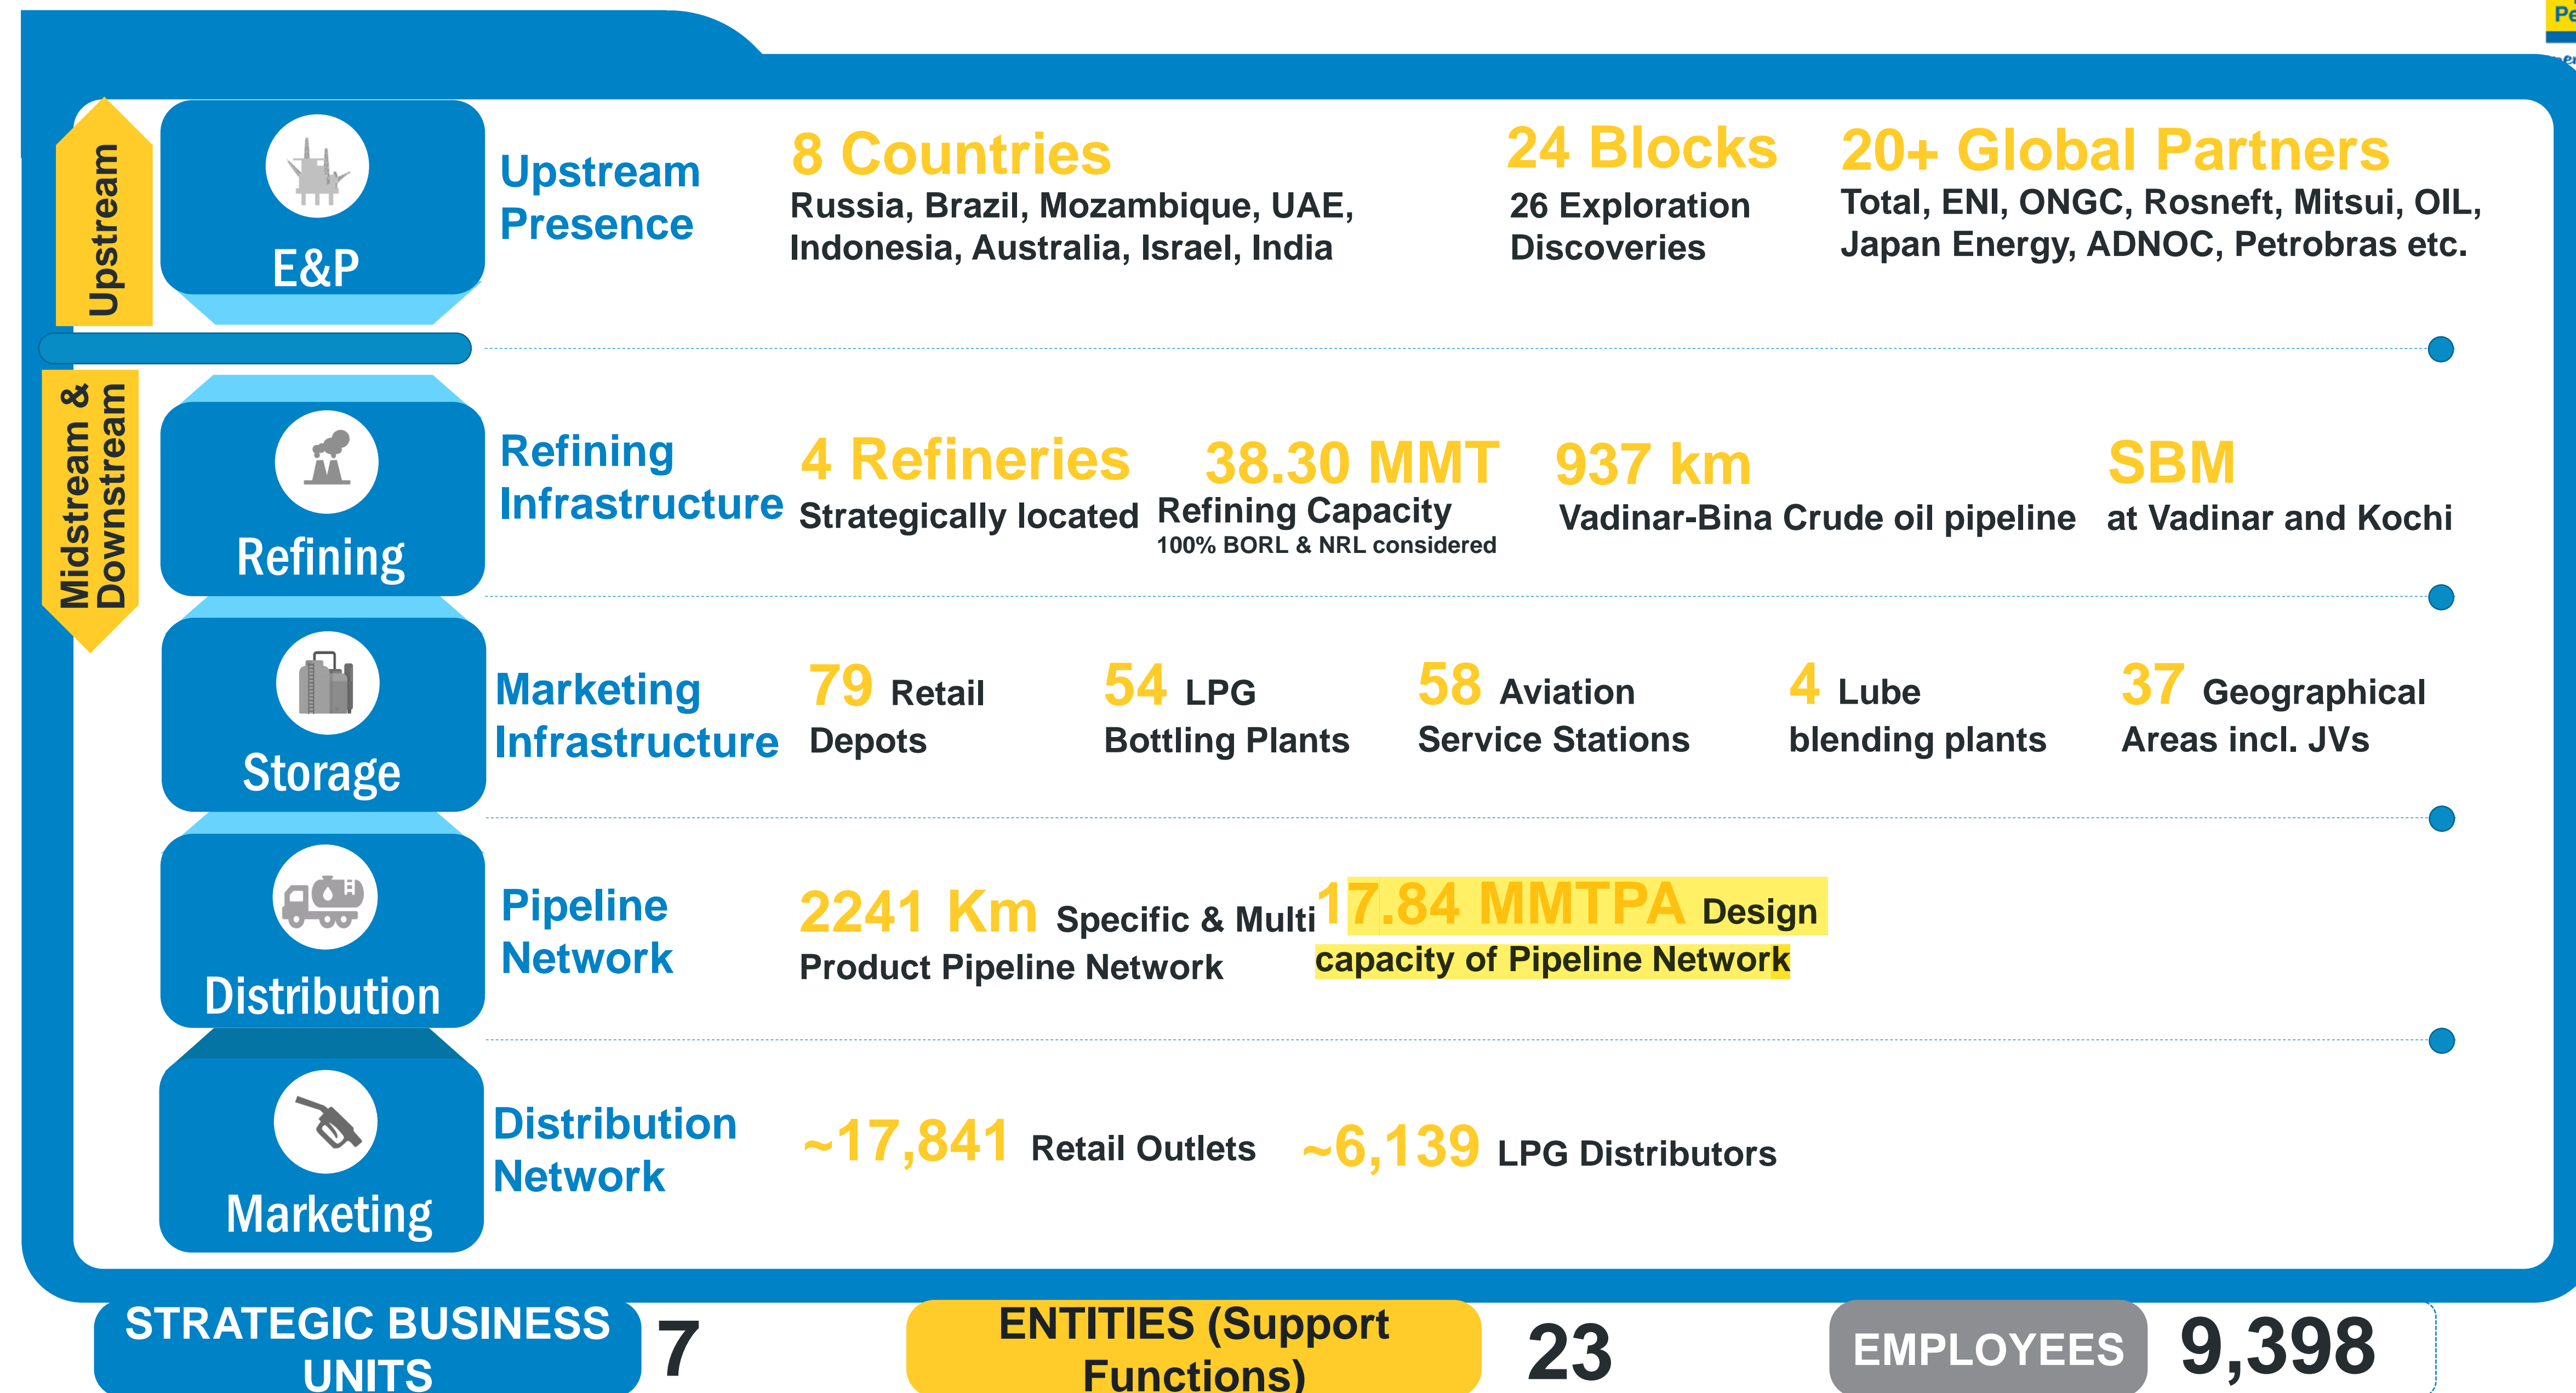 Upstream
E&P
Upstream
Presence
8 Countries
Russia, Brazil, Mozambique, UAE,
Indonesia, Australia, Israel, India
24 Blocks
26 Exploration
Discoveries
20+ Global Partners
Total, ENI, ONGC, Rosneft, Mitsui, OIL,
Japan Energy, ADNOC, Petrobras etc.
Midstream &
Downstream
Refining
Refining
Infrastructure
4 Refineries
Strategically located
38.30 MMT
Refining Capacity
100% BORL & NRL considered
937 km
Vadinar-Bina Crude oil pipeline
SBM
at Vadinar and Kochi
Storage
Marketing
Infrastructure
79 Retail
Depots
54 LPG
Bottling Plants
58 Aviation
Service Stations
4 Lube
blending plants
37 Geographical
Areas incl. JVs
Distribution
Pipeline
Network
2241 Km Specific & Multi
Product Pipeline Network
17.84 MMTPA Design
capacity of Pipeline Network
Marketing
Distribution
Network
~17,841 Retail Outlets
~6,139 LPG Distributors
STRATEGIC BUSINESS
UNITS
7
ENTITIES (Support
Functions)
23
EMPLOYEES
9,398